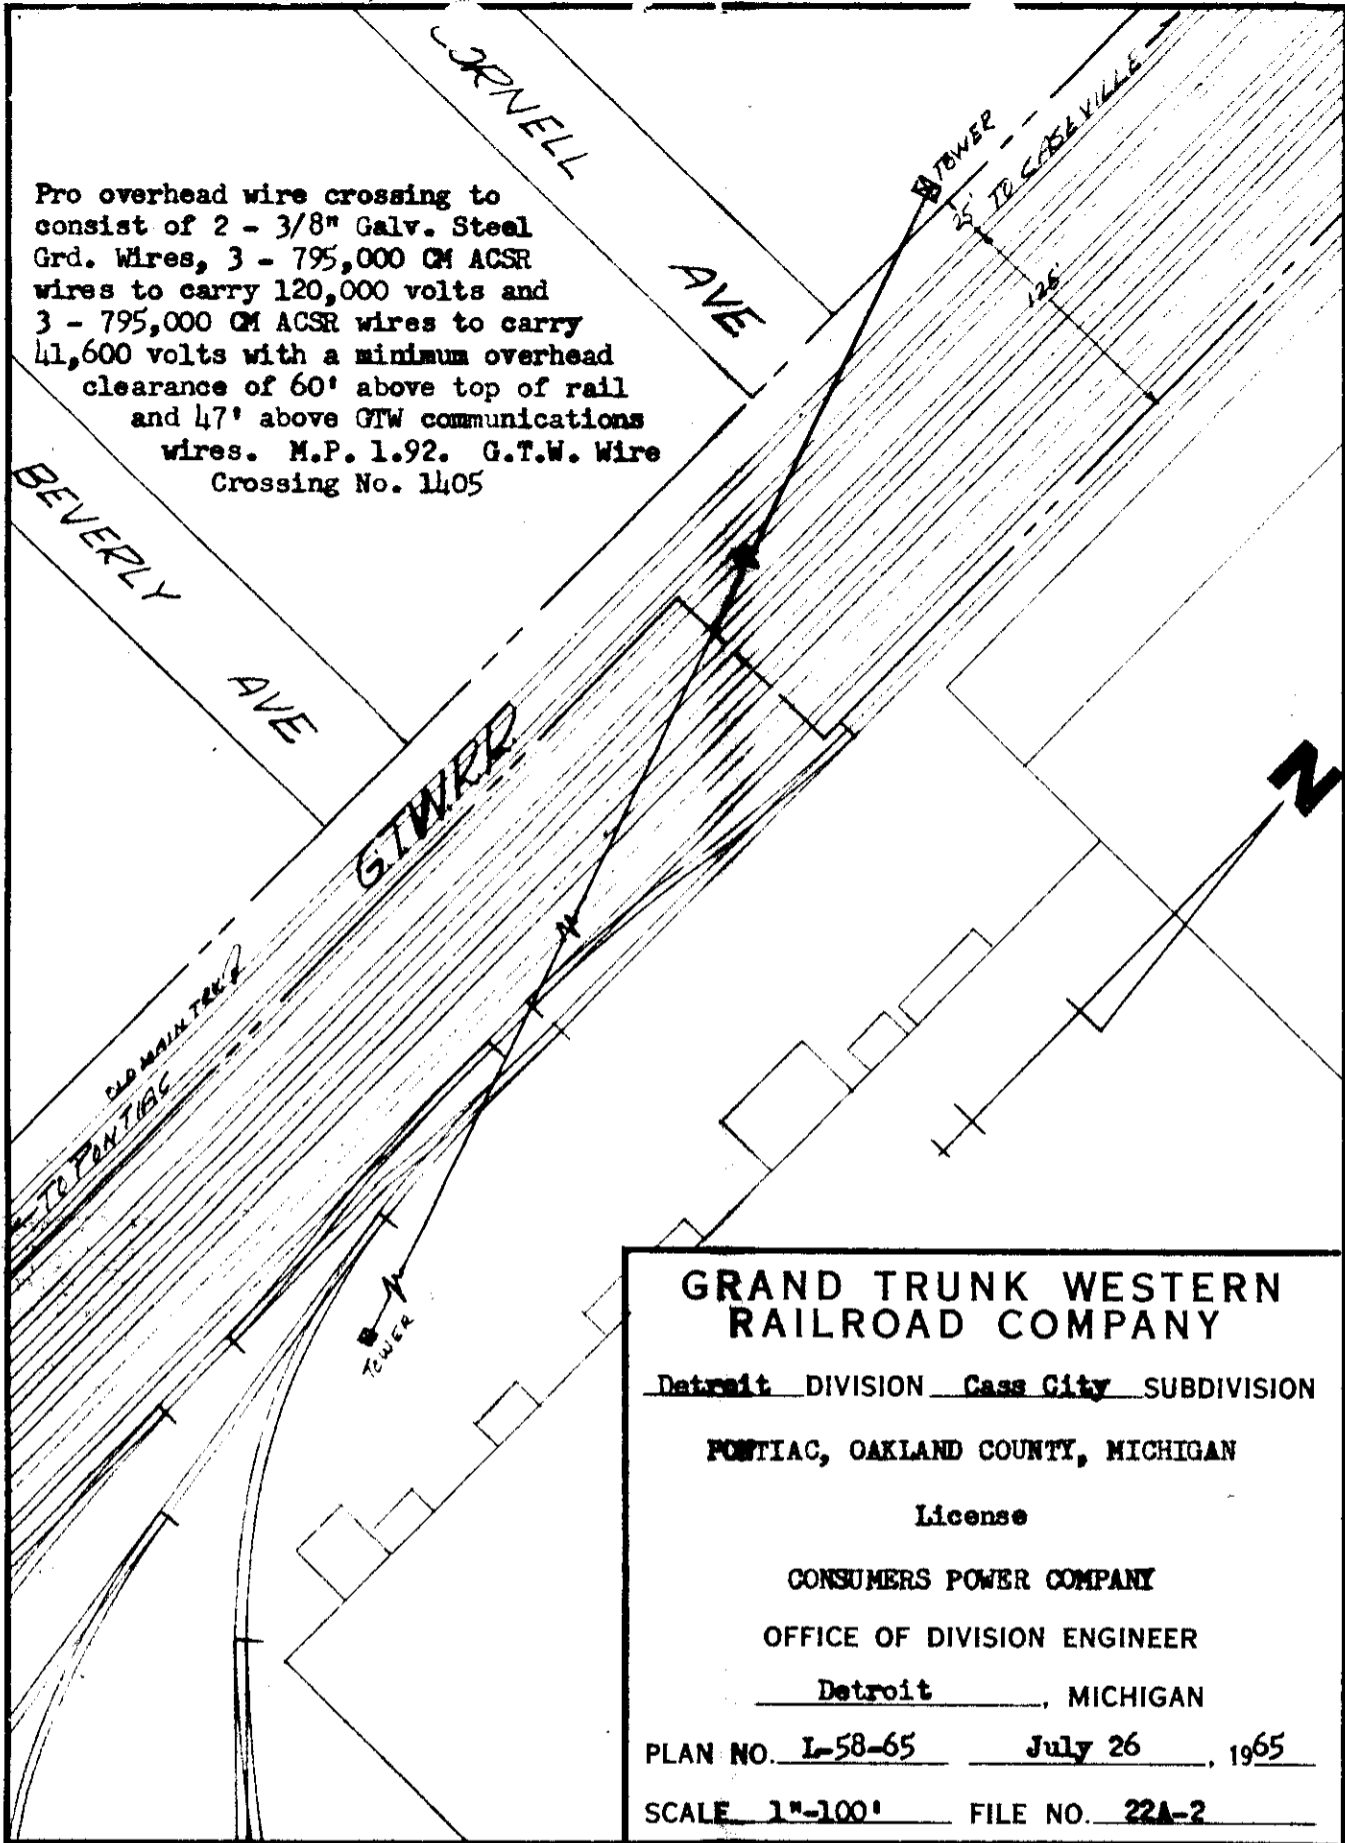 CORNELL
AVE
TOWER
TO CASEVILLE
25'
126'
Pro overhead wire crossing to
consist of 2 - 3/8" Galv. Steel
Grd. Wires, 3 - 795,000 CM ACSR
wires to carry 120,000 volts and
3 - 795,000 CM ACSR wires to carry
41,600 volts with a minimum overhead
clearance of 60' above top of rail
and 47' above GTW communications
wires. M.P. 1.92. G.T.W. Wire
Crossing No. 1405
BEVERLY
AVE
G.T.W.R.R.
N
OLD MAIN TRK
TO PONTIAC
TOWER
GRAND TRUNK WESTERN
RAILROAD COMPANY
Detroit DIVISION Cass City SUBDIVISION
PONTIAC, OAKLAND COUNTY, MICHIGAN
License
CONSUMERS POWER COMPANY
OFFICE OF DIVISION ENGINEER
Detroit, MICHIGAN
PLAN NO. L-58-65 July 26, 1965
SCALE 1"-100' FILE NO. 22A-2